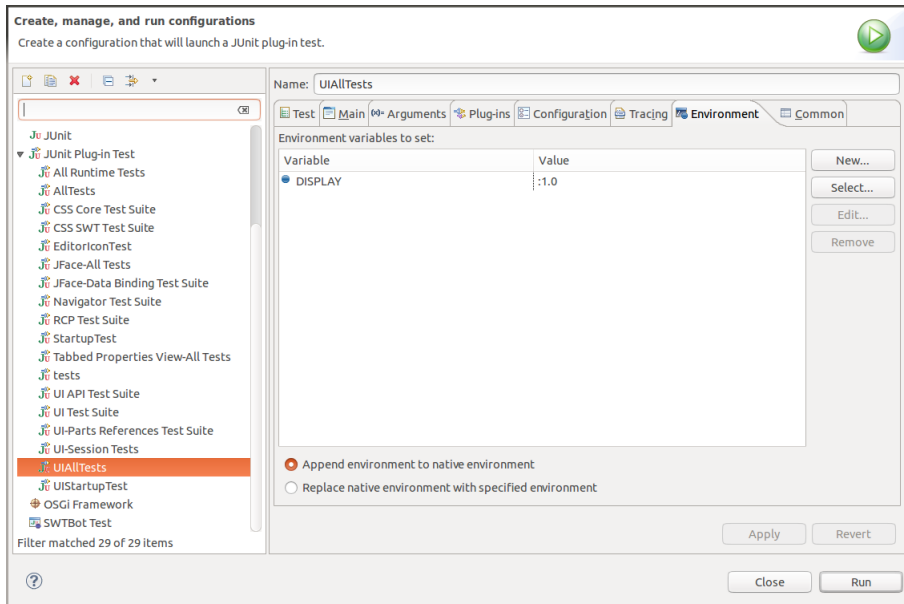 Create, manage, and run configurations
Create a configuration that will launch a JUnit plug-in test.
Name: UIAllTests
Test Main Arguments Plug-ins Configuration Tracing Environment Common
JUnit
JUnit Plug-in Test
All Runtime Tests
AllTests
CSS Core Test Suite
CSS SWT Test Suite
EditorIconTest
JFace-All Tests
JFace-Data Binding Test Suite
Navigator Test Suite
RCP Test Suite
StartupTest
Tabbed Properties View-All Tests
tests
UI API Test Suite
UI Test Suite
UI-Parts References Test Suite
UI-Session Tests
UIAllTests
UIStartupTest
OSGi Framework
SWTBot Test
Filter matched 29 of 29 items
Environment variables to set:
Variable Value
DISPLAY :1.0
New...
Select...
Edit...
Remove
Append environment to native environment
Replace native environment with specified environment
Apply Revert
Close Run